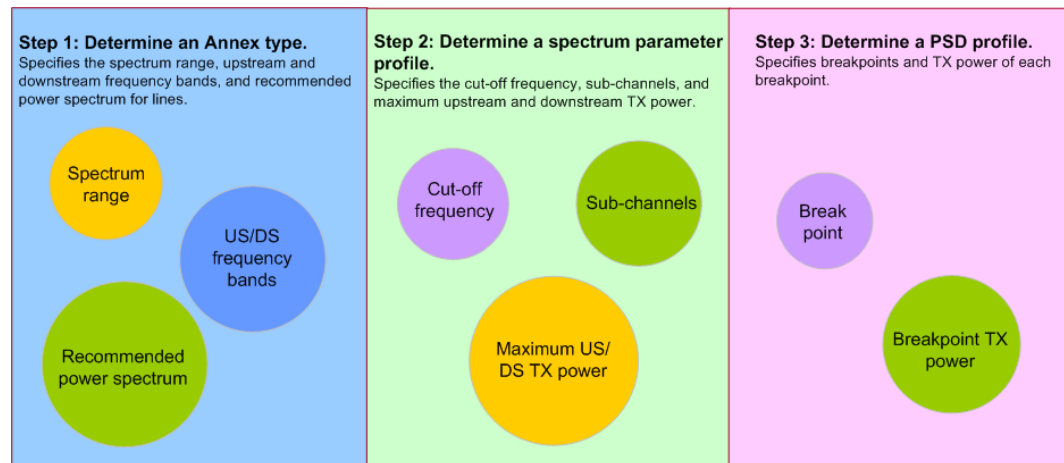 Step 1: Determine an Annex type.
Specifies the spectrum range, upstream and
downstream frequency bands, and recommended
power spectrum for lines.
Spectrum
range
US/DS
frequency
bands
Recommended
power spectrum
Step 2: Determine a spectrum parameter
profile.
Specifies the cut-off frequency, sub-channels, and
maximum upstream and downstream TX power.
Cut-off
frequency
Sub-channels
Maximum US/
DS TX power
Step 3: Determine a PSD profile.
Specifies breakpoints and TX power of each
breakpoint.
Break
point
Breakpoint TX
power